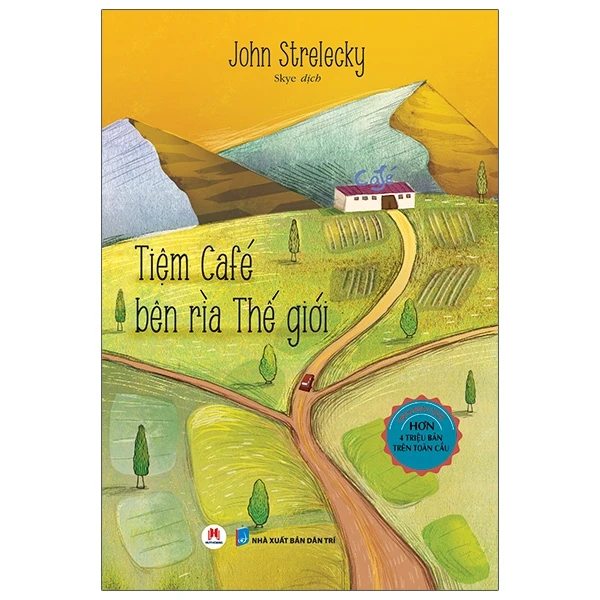 John Strelecky
Skye dịch
Café
Tiệm Café
bên rìa Thế giới
HƠN
4 TRIỆU BẢN
TRÊN TOÀN CẦU
NHÀ XUẤT BẢN DÂN TRÍ